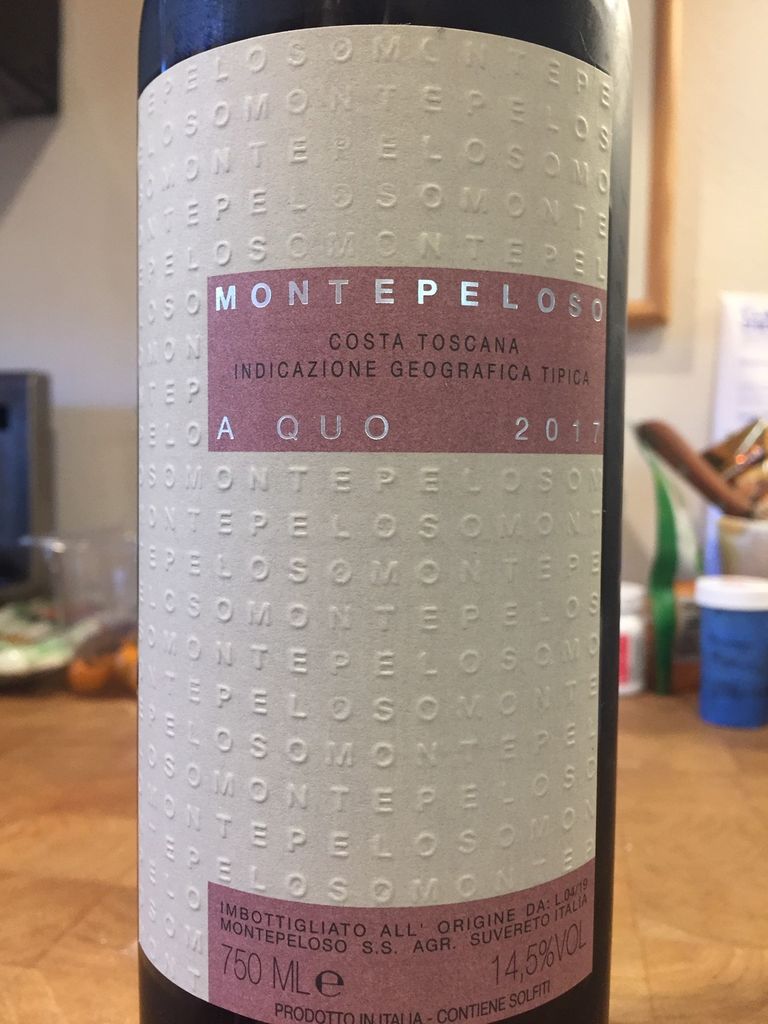 MONTEPELOSO
COSTA TOSCANA
INDICAZIONE GEOGRAFICA TIPICA
A QUO 2017
IMBOTTIGLIATO ALL' ORIGINE DA: L.04/19
MONTEPELOSO S.S. AGR. SUVERETO ITALIA
750 ML e 14,5%VOL
PRODOTTO IN ITALIA - CONTIENE SOLFITI